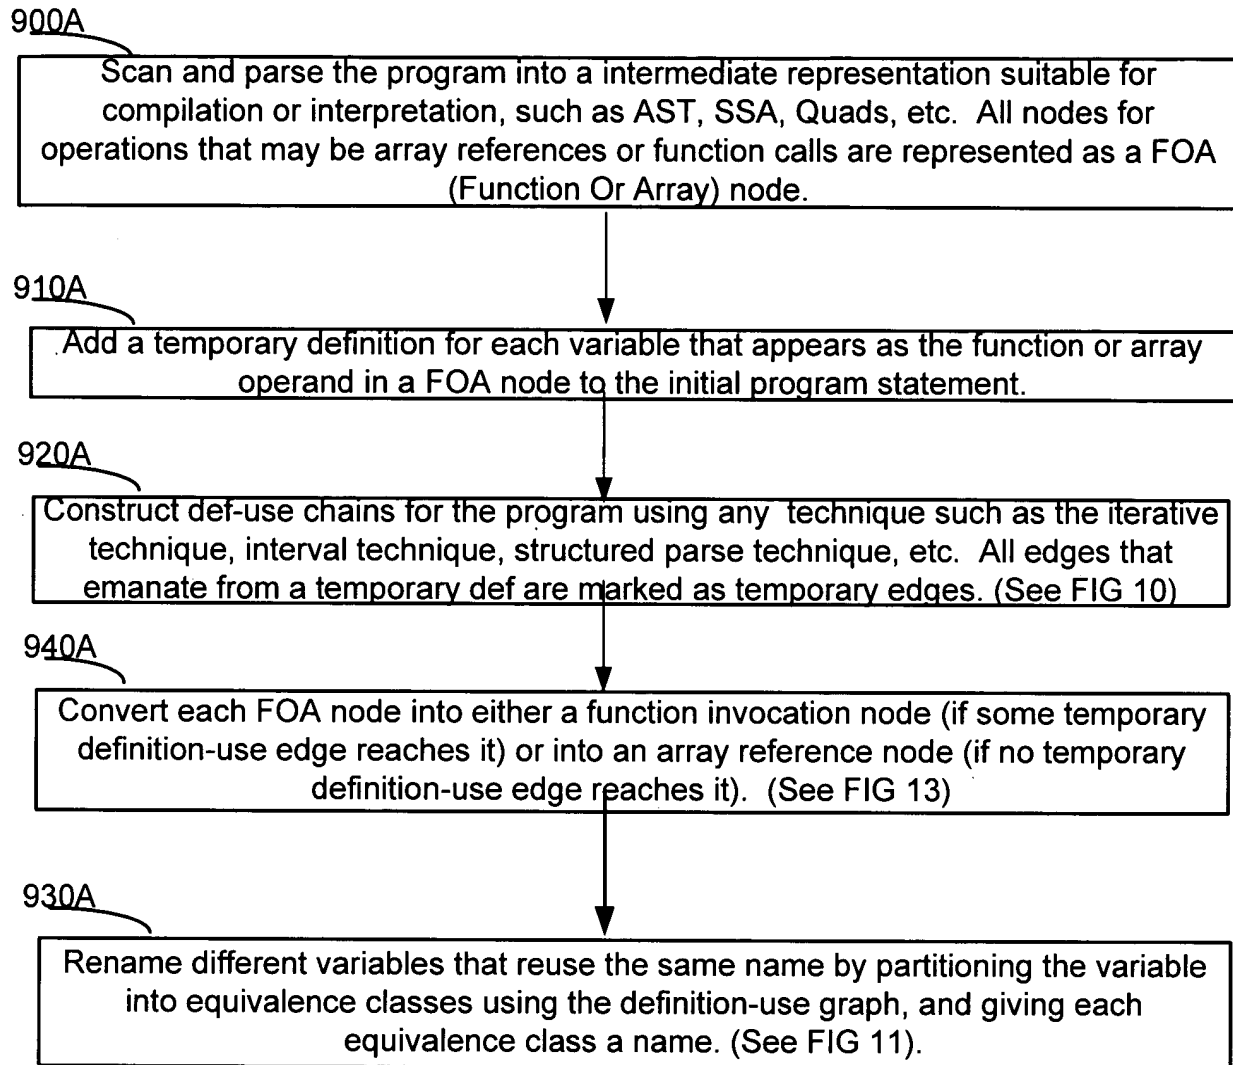 900A
Scan and parse the program into a intermediate representation suitable for
compilation or interpretation, such as AST, SSA, Quads, etc. All nodes for
operations that may be array references or function calls are represented as a FOA
(Function Or Array) node.
910A
Add a temporary definition for each variable that appears as the function or array
operand in a FOA node to the initial program statement.
920A
Construct def-use chains for the program using any technique such as the iterative
technique, interval technique, structured parse technique, etc. All edges that
emanate from a temporary def are marked as temporary edges. (See FIG 10)
940A
Convert each FOA node into either a function invocation node (if some temporary
definition-use edge reaches it) or into an array reference node (if no temporary
definition-use edge reaches it). (See FIG 13)
930A
Rename different variables that reuse the same name by partitioning the variable
into equivalence classes using the definition-use graph, and giving each
equivalence class a name. (See FIG 11).